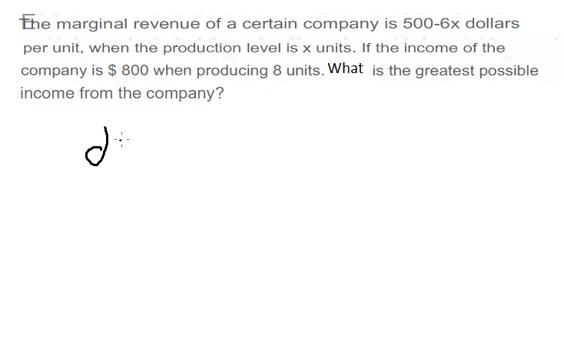 The marginal revenue of a certain company is 500-6x dollars
per unit, when the production level is x units. If the income of the
company is $ 800 when producing 8 units. What is the greatest possible
income from the company?
d